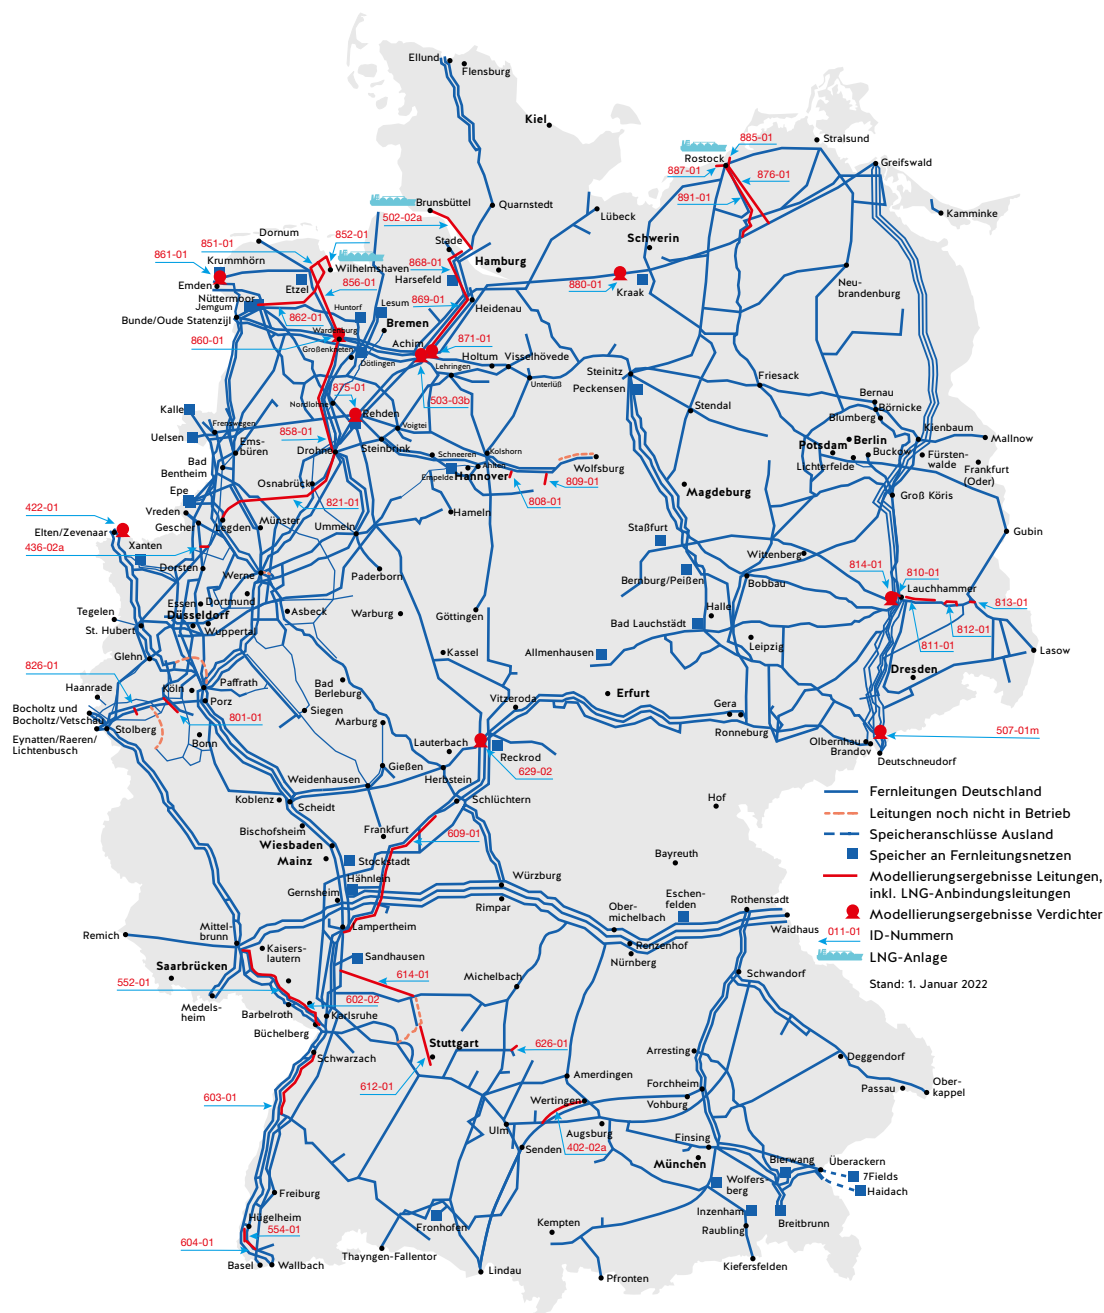 Ellund
Flensburg
Kiel
885-01
Stralsund
Rostock
Greifswald
887-01
876-01
891-01
Kamminke
Brunsbüttel
502-02a
Quarnstedt
Lübeck
Schwerin
Dornum
851-01
852-01
Stade
861-01
Krummhörn
Wilhelmshaven
868-01
Hamburg
Emden
Etzel
856-01
Harsefeld
880-01
Kraak
Neu-
brandenburg
Nüttermoor
Jemgum
Huntorf
Lesum
869-01
Heidenau
Bunde/Oude Statenzijl
862-01
Bremen
860-01
Wardenburg
Achim
871-01
Großenkneten
Dötlingen
Lehringen
Holtum
Visselhövede
Unterlüß
Steinitz
Peckensen
Friesack
875-01
503-03b
Bernau
Börnicke
Blumberg
Kalle
Nordlohne
Rehden
Stendal
Frenswegen
Voigtei
Kienbaum
Mallnow
Uelsen
858-01
Ems-
büren
Drohne
Steinbrink
Schneeren
Kolshorn
Potsdam
Berlin
Buckow
Lichterfelde
Fürsten-
walde
Frankfurt
(Oder)
Bad
Bentheim
Ahlten
Empelde
Hannover
Wolfsburg
809-01
808-01
Osnabrück
Magdeburg
Epe
821-01
Groß Köris
422-01
Vreden
Gescher
Legden
Münster
Ummeln
Hameln
Staßfurt
Gubin
Elten/Zevenaar
436-02a
Xanten
Wittenberg
Dorsten
Werne
Paderborn
Bernburg/Peißen
Bobbau
814-01
810-01
Lauchhammer
813-01
812-01
811-01
Essen
Dortmund
Asbeck
Warburg
Göttingen
Halle
Tegelen
Düsseldorf
Wuppertal
St. Hubert
Bad Lauchstädt
Leipzig
Lasow
Glehn
Kassel
Allmenhausen
Dresden
826-01
Haanrade
Köln
Paffrath
Porz
Bad
Berleburg
Vitzeroda
Erfurt
Gera
Ronneburg
Bocholtz und
Bocholtz/Vetschau
Eynatten/Raeren/
Lichtenbusch
Stolberg
801-01
Bonn
Siegen
Marburg
Lauterbach
Reckrod
629-02
Olbernhau
Brandov
Deutschneudorf
507-01m
Gießen
Herbstein
Weidenhausen
Koblenz
Scheidt
Schlüchtern
Hof
Bischofsheim
Wiesbaden
Mainz
Frankfurt
609-01
Stockstadt
Bayreuth
Hähnlein
Gernsheim
Würzburg
Rimpar
Eschen-
felden
Rothenstadt
Ober-
michelbach
Waidhaus
Remich
Mittel-
brunn
Lampertheim
Renzenhof
Nürnberg
Kaisers-
lautern
Sandhausen
Saarbrücken
614-01
Michelbach
Schwandorf
552-01
602-02
Medels-
heim
Barbelroth
Karlsruhe
Büchelberg
Stuttgart
626-01
Schwarzach
Arresting
Deggendorf
612-01
Amerdingen
Forchheim
Passau
Ober-
kappel
603-01
Wertingen
Vohburg
Ulm
Augsburg
Senden
402-02a
Finsing
München
Bierwang
Überackern
7Fields
Haidach
Freiburg
Wolfers-
berg
Hügelheim
554-01
Fronhofen
Kempten
Inzenham
Raubling
Breitbrunn
604-01
Basel
Wallbach
Thayngen-Fallentor
Lindau
Pfronten
Kiefersfelden
Fernleitungen Deutschland
Leitungen noch nicht in Betrieb
Speicheranschlüsse Ausland
Speicher an Fernleitungsnetzen
Modellierungsergebnisse Leitungen,
inkl. LNG-Anbindungsleitungen
Modellierungsergebnisse Verdichter
011-01 ID-Nummern
LNG-Anlage
Stand: 1. Januar 2022